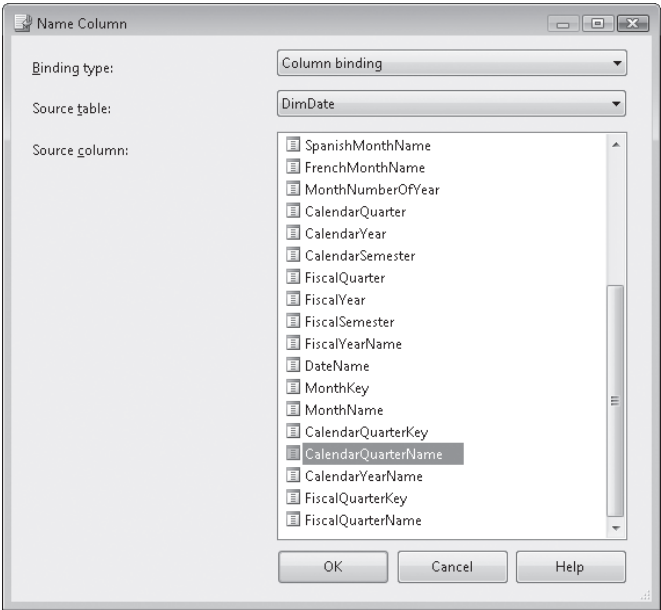 Name Column
Binding type:
Column binding
Source table:
DimDate
Source column:
SpanishMonthName
FrenchMonthName
MonthNumberOfYear
CalendarQuarter
CalendarYear
CalendarSemester
FiscalQuarter
FiscalYear
FiscalSemester
FiscalYearName
DateName
MonthKey
MonthName
CalendarQuarterKey
CalendarQuarterName
CalendarYearName
FiscalQuarterKey
FiscalQuarterName
OK
Cancel
Help